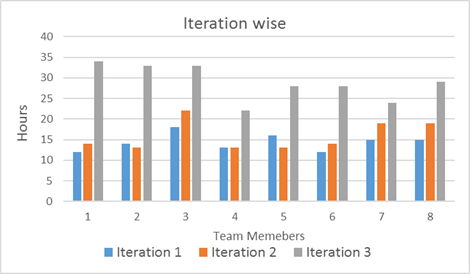 Iteration wise
40
35
30
25
20
15
10
5
0
Hours
1 2 3 4 5 6 7 8
Team Memebers
Iteration 1 Iteration 2 Iteration 3